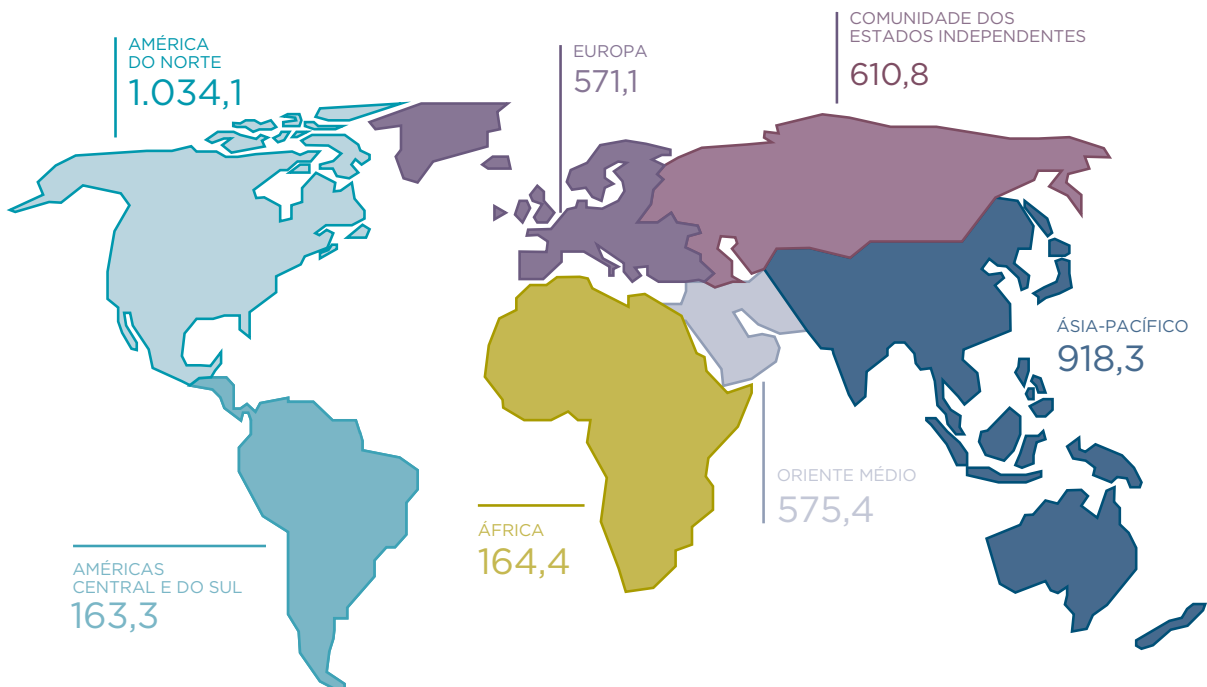 AMÉRICA
DO NORTE
1.034,1
EUROPA
571,1
COMUNIDADE DOS
ESTADOS INDEPENDENTES
610,8
ÁSIA-PACÍFICO
918,3
ORIENTE MÉDIO
575,4
ÁFRICA
164,4
AMÉRICAS
CENTRAL E DO SUL
163,3